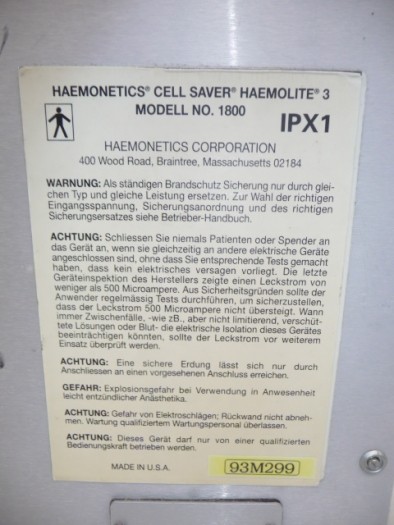 HAEMONETICS® CELL SAVER® HAEMOLITE® 3
MODELL NO. 1800
IPX1
HAEMONETICS CORPORATION
400 Wood Road, Braintree, Massachusetts 02184
WARNUNG: Als ständigen Brandschutz Sicherung nur durch glei-
chen Typ und gleiche Leistung ersetzen. Zur Wahl der richtigen
Eingangsspannung, Sicherungsanordnung und des richtigen
Sicherungsersatzes siehe Betreiber-Handbuch.
ACHTUNG: Schliessen Sie niemals Patienten oder Spender an
das Gerät an, wenn sie gleichzeitig an andere elektrische Geräte
angeschlossen sind, ohne dass Sie entsprechende Tests gemacht
haben, dass kein elektrisches versagen vorliegt. Die letzte
Geräteinspektion des Herstellers zeigte einen Leckstrom von
weniger als 500 Microampere. Aus Sicherheitsgründen sollte der
Anwender regelmässig Tests durchführen, um sicherzustellen,
dass der Leckstrom 500 Microampere nicht übersteigt. Wann
immer Zwischenfälle, -wie zB., aber nicht limitierend, verschüt-
tete Lösungen oder Blut- die elektrische Isolation dieses Gerätes
beeinträchtigen könnten, sollte der Leckstrom vor weiterem
Einsatz überprüft werden.
ACHTUNG: Eine sichere Erdung lässt sich nur durch
Anschliessen an einen vorgesehenen Anschluss erreichen.
GEFAHR: Explosionsgefahr bei Verwendung in Anwesenheit
leicht entzündlicher Anästhetika.
ACHTUNG: Gefahr von Elektroschlägen; Rückwand nicht abneh-
men. Wartung qualifiziertem Wartungspersonal überlassen.
ACHTUNG: Dieses Gerät darf nur von einer qualifizierten
Bedienungskraft betrieben werden.
MADE IN U.S.A.
93M299